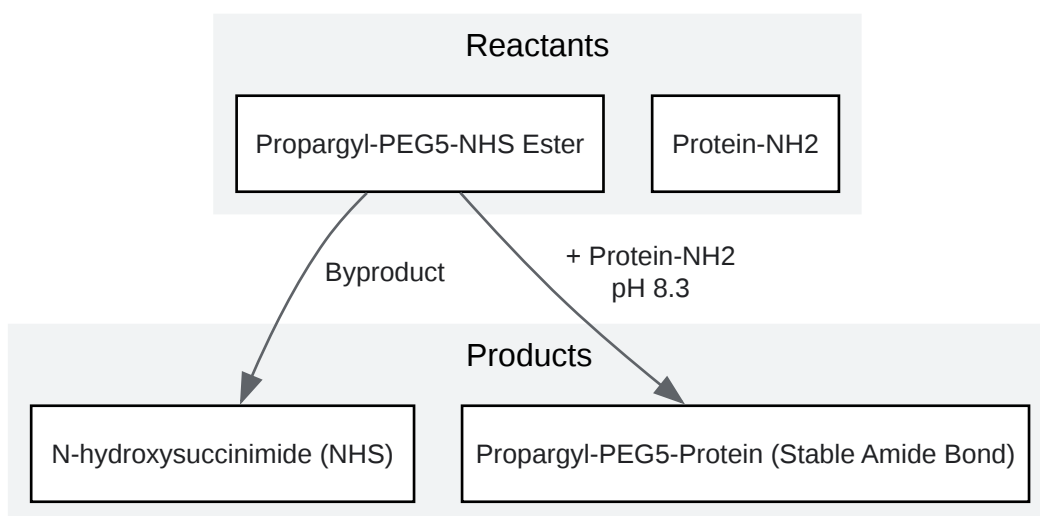 Reactants
Propargyl-PEG5-NHS Ester
Protein-NH2
Byproduct
+ Protein-NH2
pH 8.3
Products
N-hydroxysuccinimide (NHS)
Propargyl-PEG5-Protein (Stable Amide Bond)